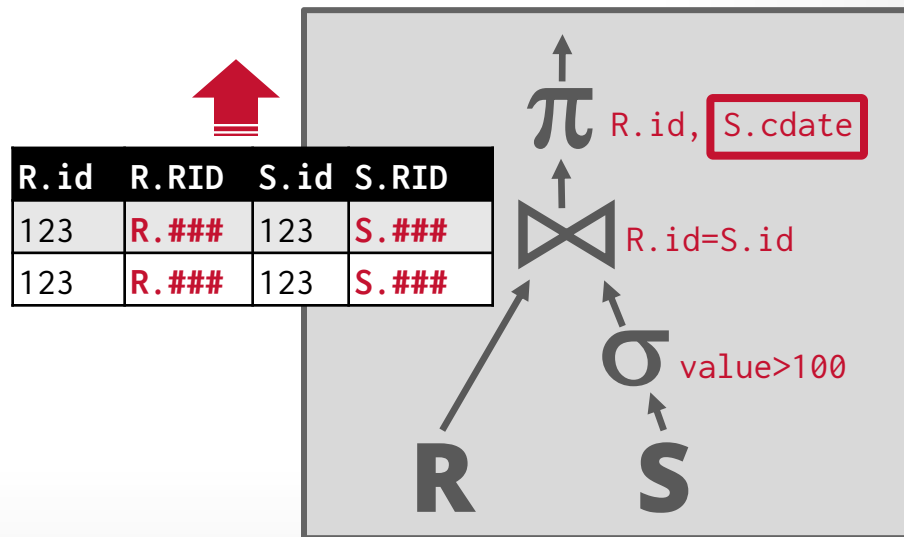 π R.id, S.cdate
R.id R.RID S.id S.RID
123 R.### 123 S.###
123 R.### 123 S.###
⋈ R.id=S.id
σ value>100
R S